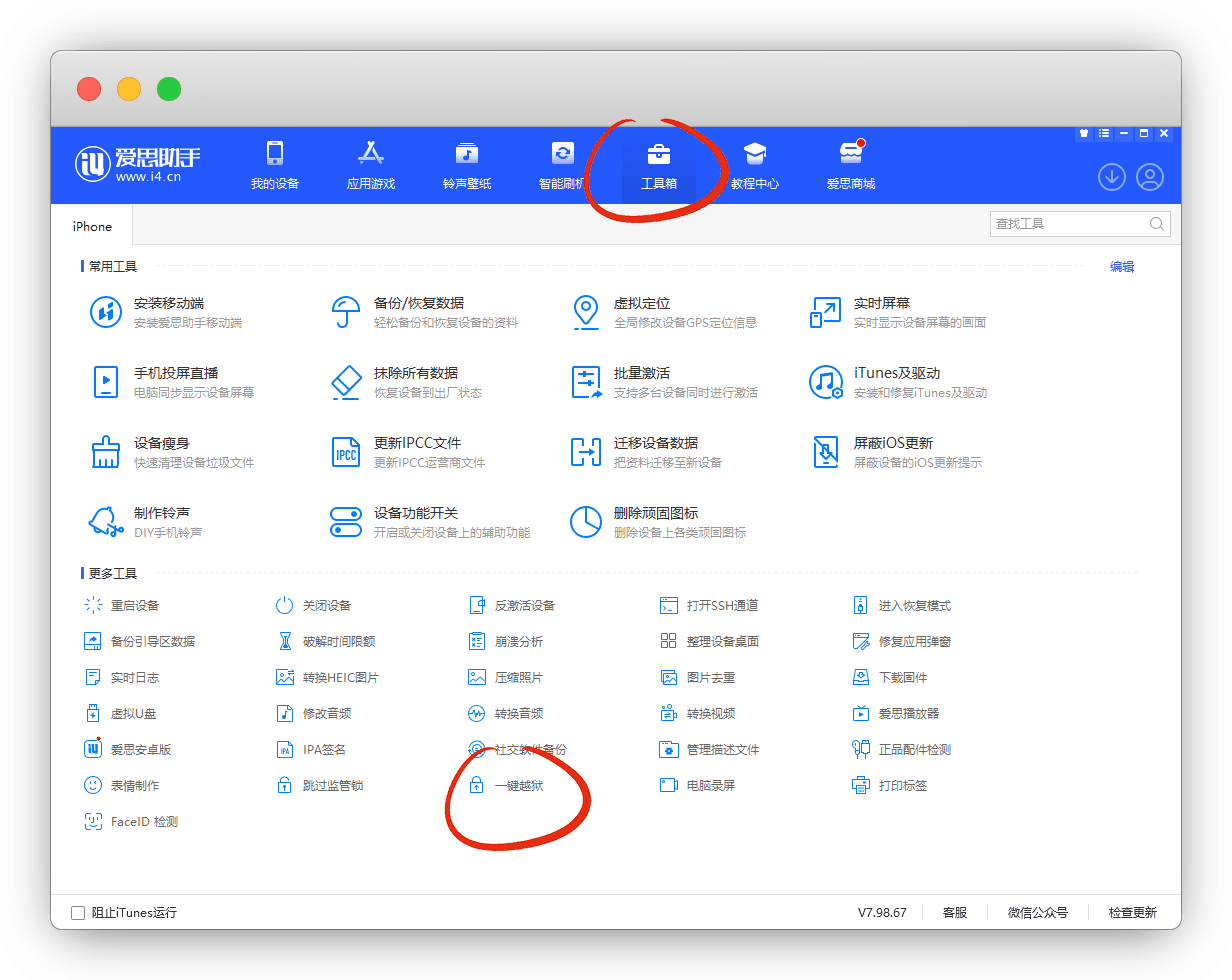 爱思助手
www.i4.cn
我的设备
应用游戏
铃声壁纸
智能刷机
工具箱
教程中心
爱思商城
iPhone
查找工具
常用工具
编辑
安装移动端
安装爱思助手移动端
备份/恢复数据
轻松备份和恢复设备的资料
虚拟定位
全局修改设备GPS定位信息
实时屏幕
实时显示设备屏幕的画面
手机投屏直播
电脑同步显示设备屏幕
抹除所有数据
恢复设备到出厂状态
批量激活
支持多台设备同时进行激活
iTunes及驱动
安装和修复iTunes及驱动
设备瘦身
快速清理设备垃圾文件
IPCC
更新IPCC文件
更新IPCC运营商文件
迁移设备数据
把资料迁移至新设备
屏蔽iOS更新
屏蔽设备的iOS更新提示
制作铃声
DIY手机铃声
设备功能开关
开启或关闭设备上的辅助功能
删除顽固图标
删除设备上各类顽固图标
更多工具
重启设备
关闭设备
反激活设备
打开SSH通道
进入恢复模式
备份引导区数据
破解时间限额
崩溃分析
整理设备桌面
修复应用弹窗
实时日志
转换HEIC图片
压缩照片
图片去重
下载固件
虚拟U盘
修改音频
转换音频
转换视频
爱思播放器
爱思安卓版
IPA签名
社交软件备份
管理描述文件
正品配件检测
表情制作
跳过监管锁
一键越狱
电脑录屏
打印标签
FaceID 检测
阻止iTunes运行
V7.98.67
客服
微信公众号
检查更新